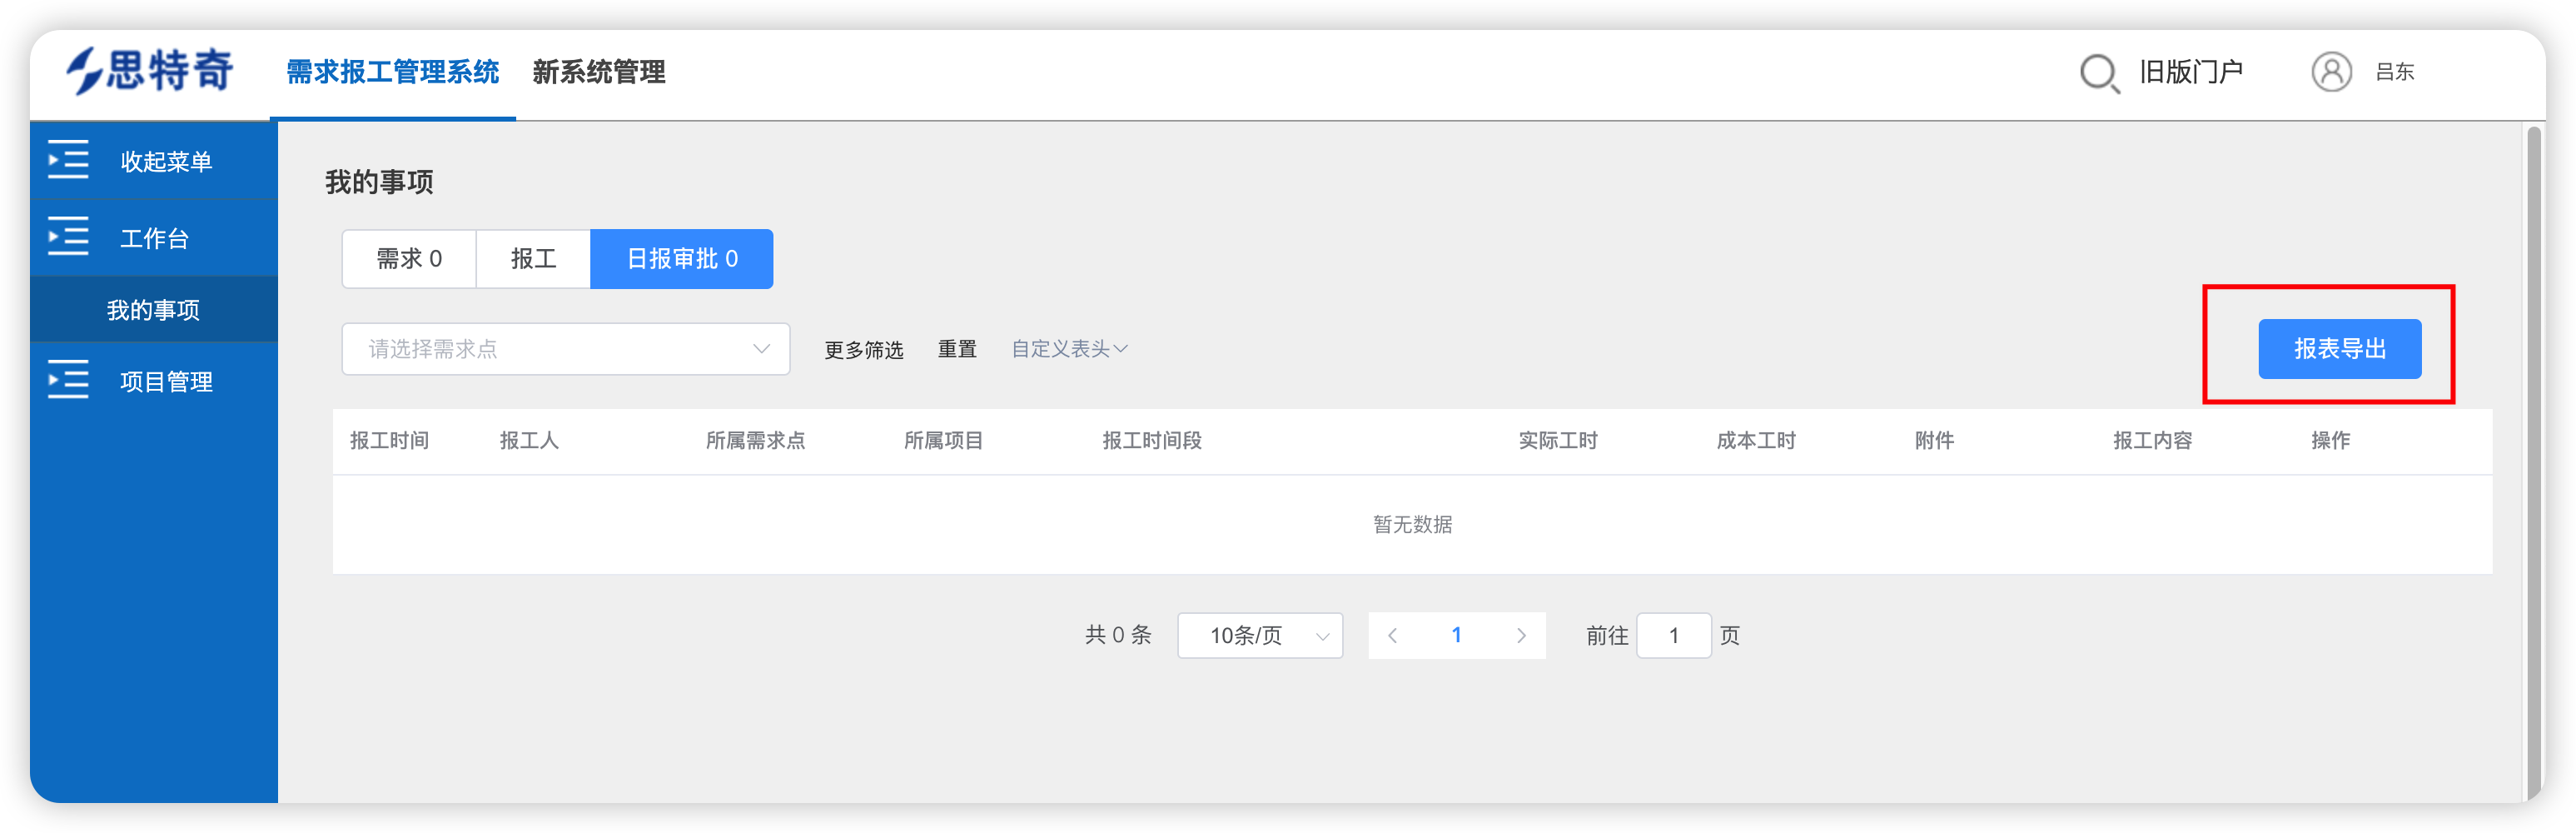 思特奇 需求报工管理系统 新系统管理 旧版门户 吕东
收起菜单
工作台
我的事项
项目管理
我的事项
需求 0 报工 日报审批 0
请选择需求点 更多筛选 重置 自定义表头 报表导出
报工时间 报工人 所属需求点 所属项目 报工时间段 实际工时 成本工时 附件 报工内容 操作
暂无数据
共 0 条 10条/页 1 前往 1 页